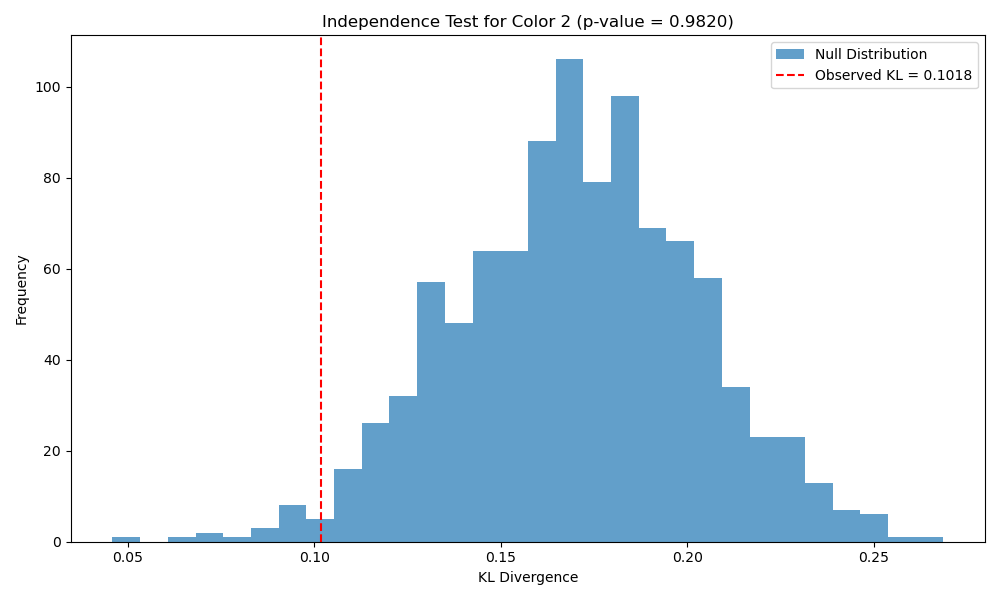 Independence Test for Color 2 (p-value = 0.9820)
Null Distribution
Observed KL = 0.1018
Frequency
100
80
60
40
20
0
0.05 0.10 0.15 0.20 0.25
KL Divergence